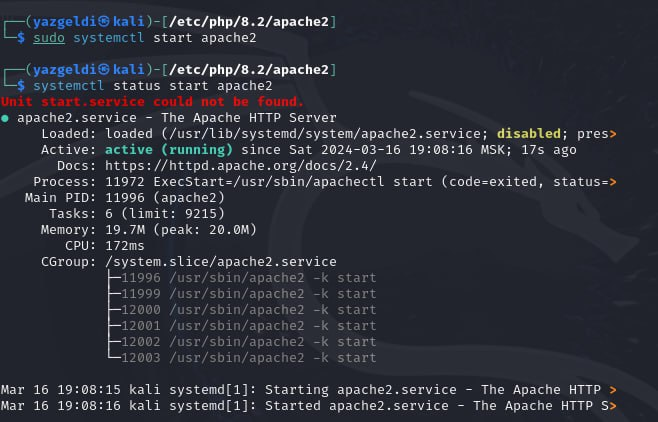 ┌──(yazgeldi㉿kali)-[/etc/php/8.2/apache2]
└─$ sudo systemctl start apache2
┌──(yazgeldi㉿kali)-[/etc/php/8.2/apache2]
└─$ systemctl status start apache2
Unit start.service could not be found.
● apache2.service - The Apache HTTP Server
Loaded: loaded (/usr/lib/systemd/system/apache2.service; disabled; pres>
Active: active (running) since Sat 2024-03-16 19:08:16 MSK; 17s ago
Docs: https://httpd.apache.org/docs/2.4/
Process: 11972 ExecStart=/usr/sbin/apachectl start (code=exited, status=>
Main PID: 11996 (apache2)
Tasks: 6 (limit: 9215)
Memory: 19.7M (peak: 20.0M)
CPU: 172ms
CGroup: /system.slice/apache2.service
├─11996 /usr/sbin/apache2 -k start
├─11999 /usr/sbin/apache2 -k start
├─12000 /usr/sbin/apache2 -k start
├─12001 /usr/sbin/apache2 -k start
├─12002 /usr/sbin/apache2 -k start
└─12003 /usr/sbin/apache2 -k start
Mar 16 19:08:15 kali systemd[1]: Starting apache2.service - The Apache HTTP >
Mar 16 19:08:16 kali systemd[1]: Started apache2.service - The Apache HTTP S>